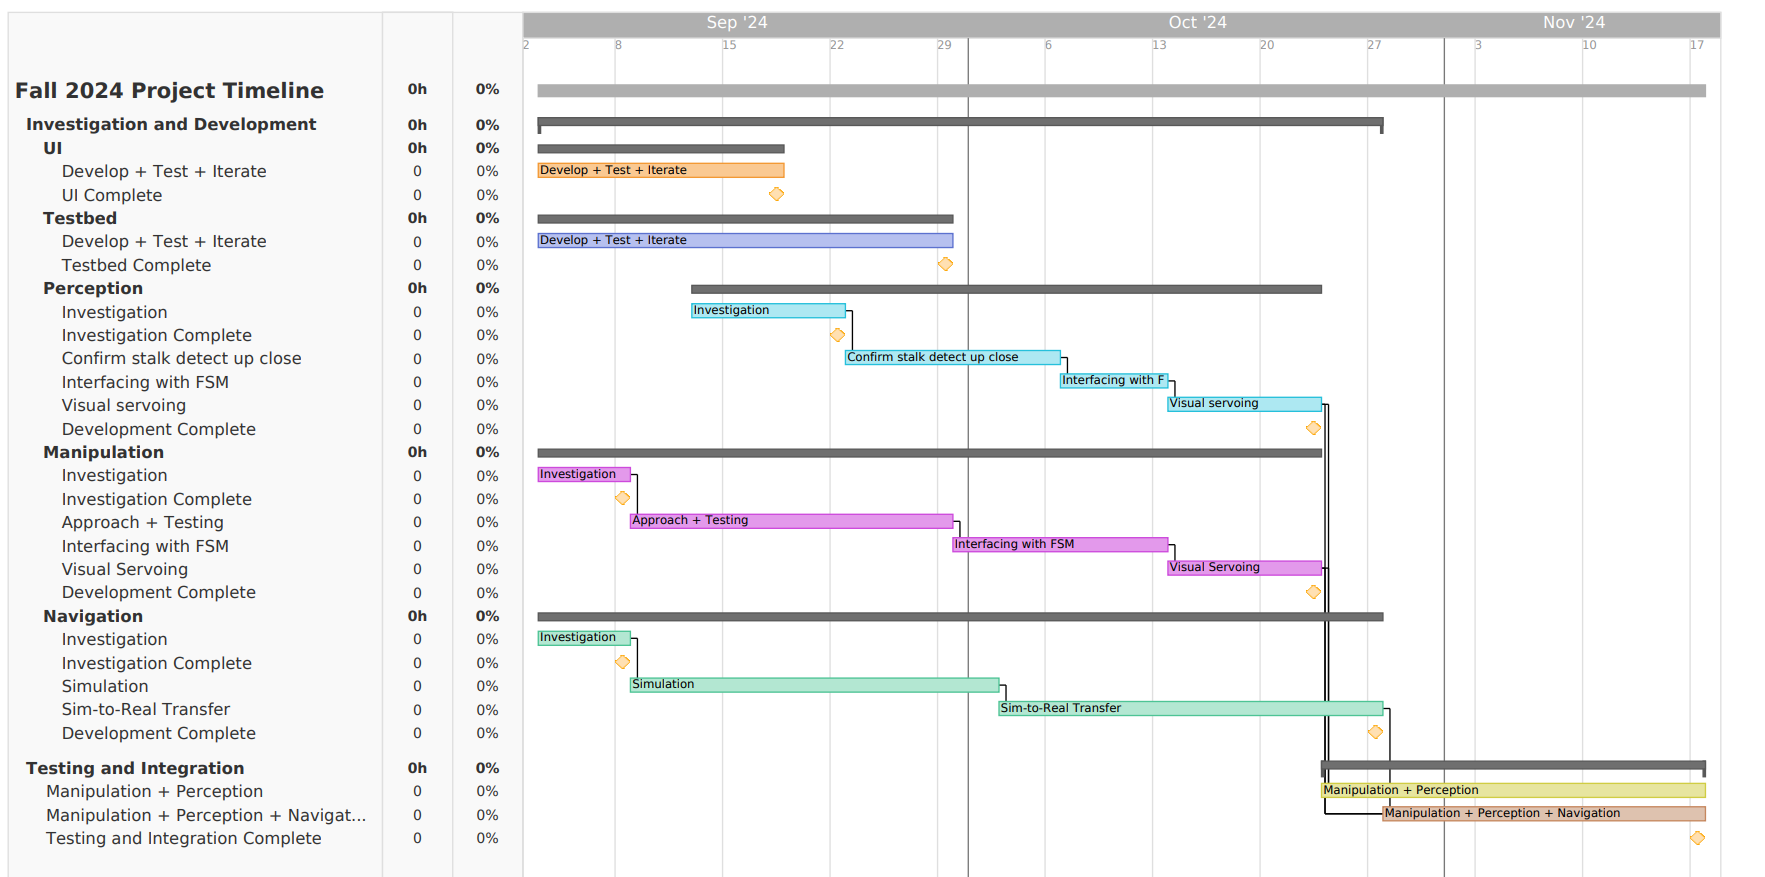 Sep '24 Oct '24 Nov '24
2 8 15 22 29 6 13 20 27 3 10 17
Fall 2024 Project Timeline 0h 0%
Investigation and Development 0h 0%
UI 0h 0%
Develop + Test + Iterate 0 0% Develop + Test + Iterate
UI Complete 0 0%
Testbed 0h 0%
Develop + Test + Iterate 0 0% Develop + Test + Iterate
Testbed Complete 0 0%
Perception 0h 0%
Investigation 0 0% Investigation
Investigation Complete 0 0%
Confirm stalk detect up close 0 0% Confirm stalk detect up close
Interfacing with FSM 0 0% Interfacing with F
Visual servoing 0 0% Visual servoing
Development Complete 0 0%
Manipulation 0h 0%
Investigation 0 0% Investigation
Investigation Complete 0 0%
Approach + Testing 0 0% Approach + Testing
Interfacing with FSM 0 0% Interfacing with FSM
Visual Servoing 0 0% Visual Servoing
Development Complete 0 0%
Navigation 0h 0%
Investigation 0 0% Investigation
Investigation Complete 0 0%
Simulation 0 0% Simulation
Sim-to-Real Transfer 0 0% Sim-to-Real Transfer
Development Complete 0 0%
Testing and Integration 0h 0%
Manipulation + Perception 0 0% Manipulation + Perception
Manipulation + Perception + Navigat... 0 0% Manipulation + Perception + Navigation
Testing and Integration Complete 0 0%